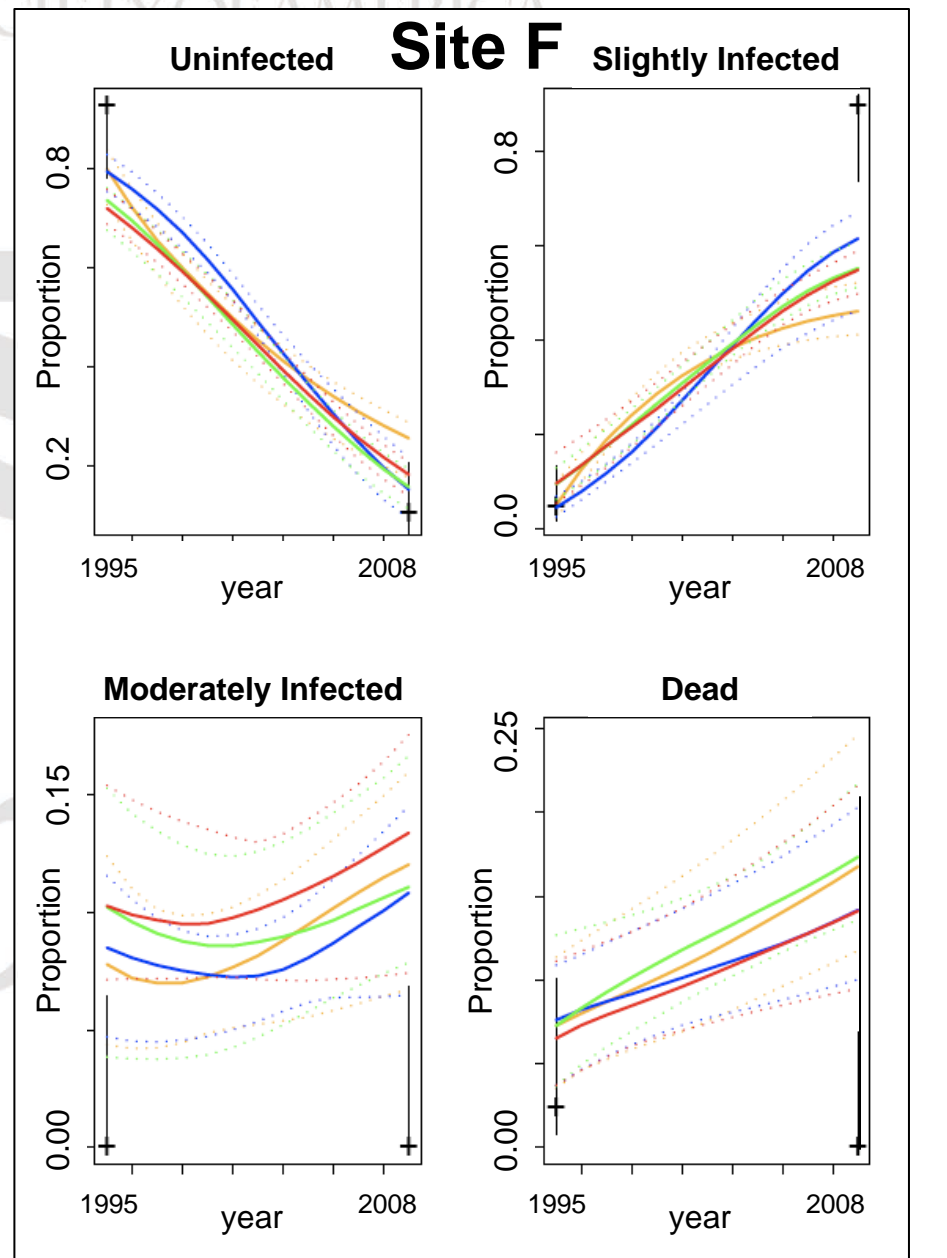 Site F
Uninfected
Slightly Infected
Proportion
0.8
0.2
1995
2008
year
Proportion
0.8
0.0
1995
2008
year
Moderately Infected
Dead
Proportion
0.15
0.00
1995
2008
year
Proportion
0.25
0.00
1995
2008
year